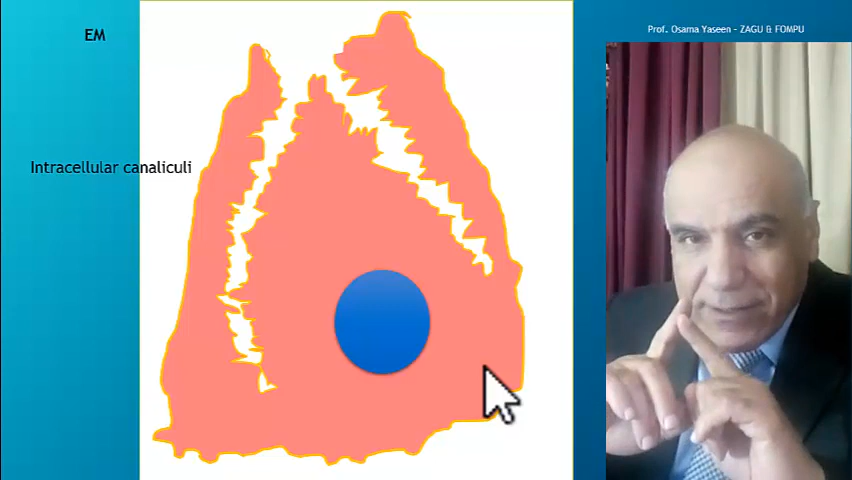 EM
Prof. Osama Yaseen – ZAGU & FOMPU
Intracellular canaliculi